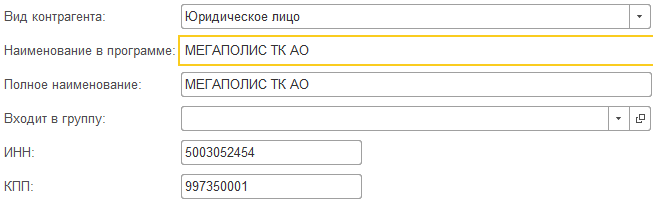 Вид контрагента: Юридическое лицо
Наименование в программе: МЕГАПОЛИС ТК АО
Полное наименование: МЕГАПОЛИС ТК АО
Входит в группу:
ИНН: 5003052454
КПП: 997350001